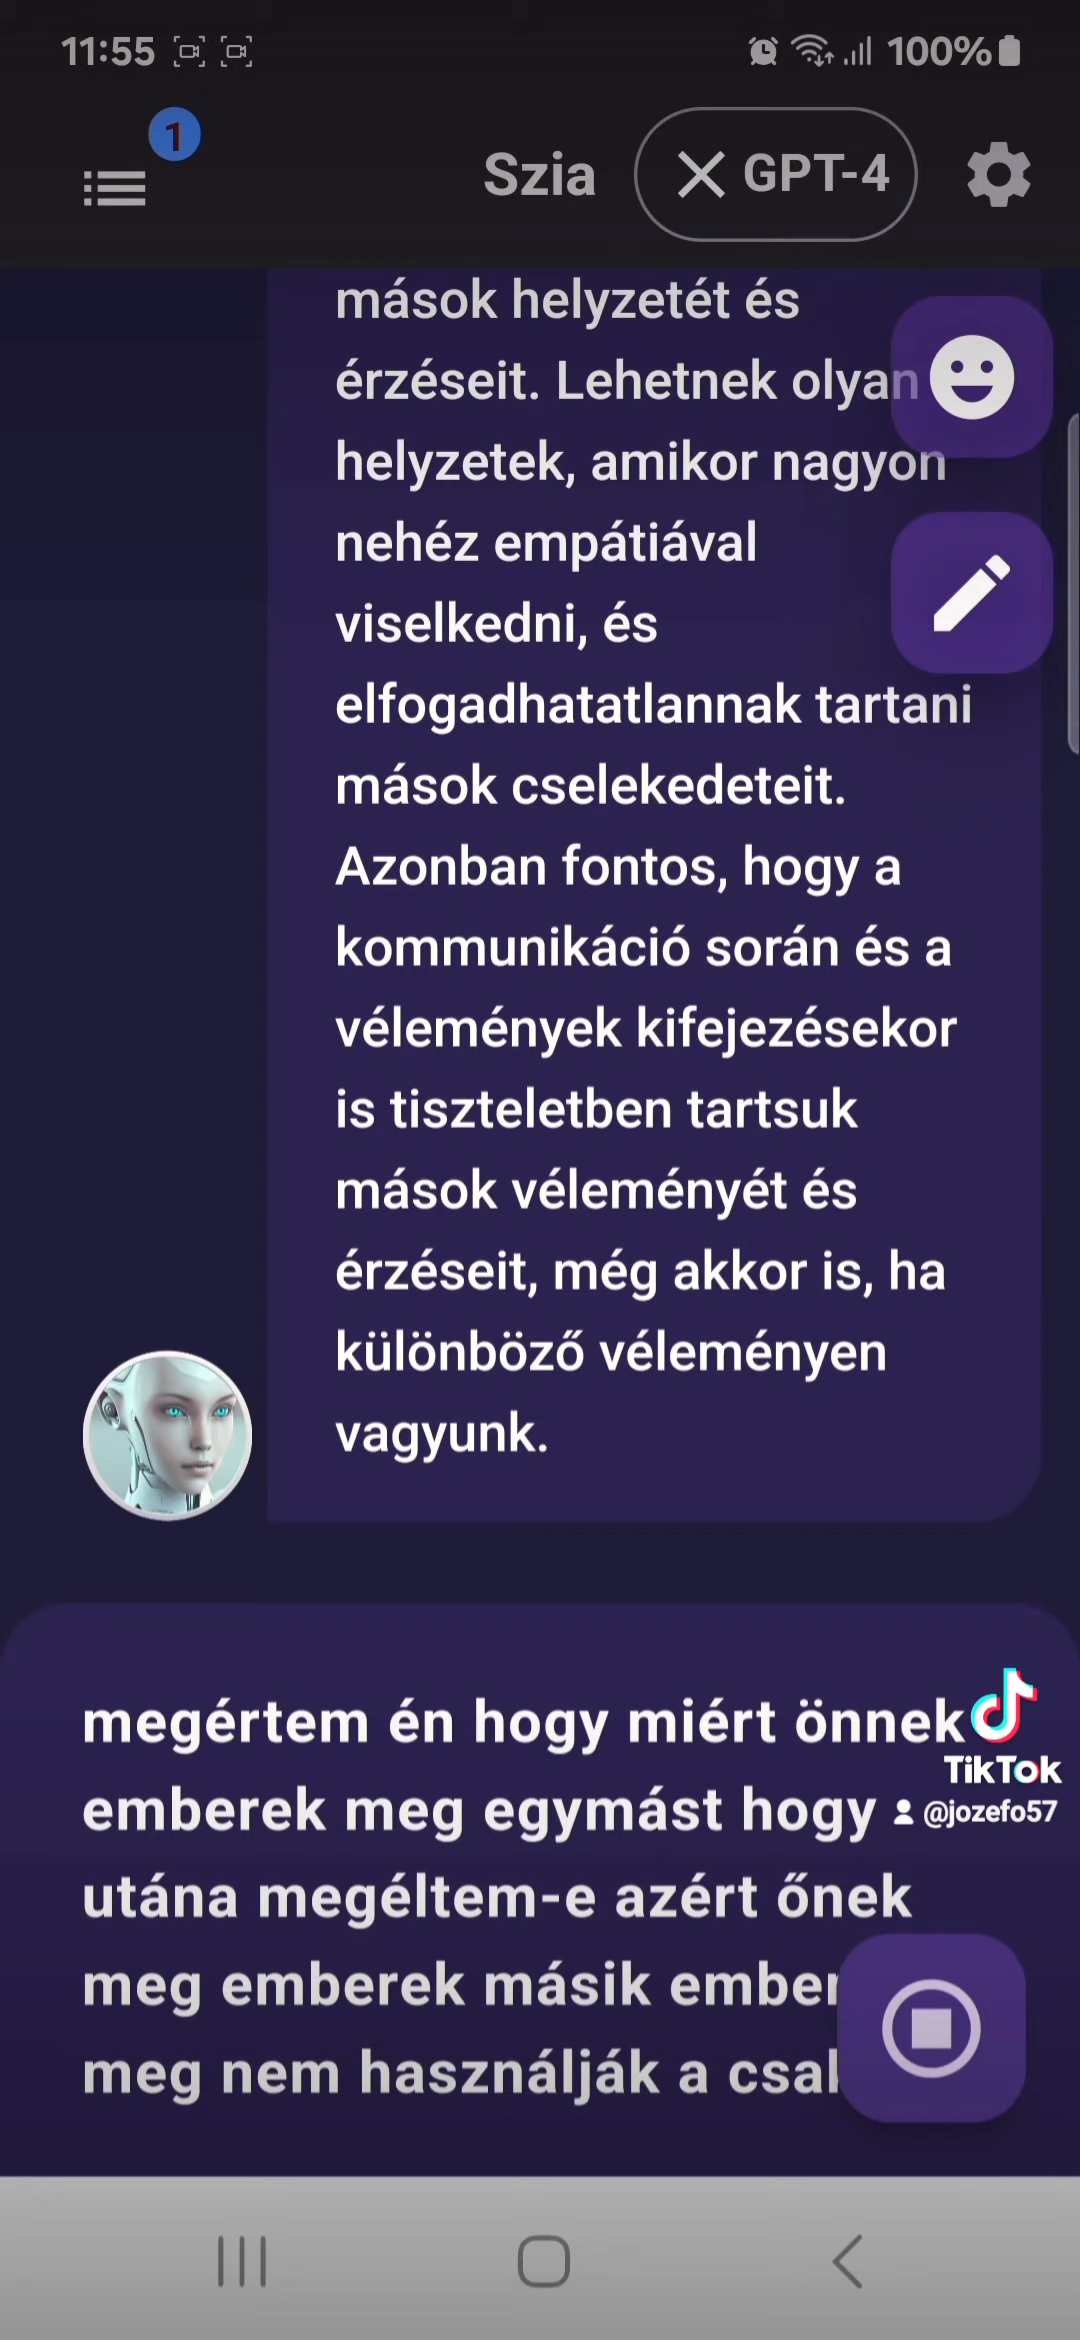 11:55
100%
1
Szia
GPT-4
mások helyzetét és
érzéseit. Lehetnek olyan
helyzetek, amikor nagyon
nehéz empátiával
viselkedni, és
elfogadhatatlannak tartani
mások cselekedeteit.
Azonban fontos, hogy a
kommunikáció során és a
vélemények kifejezésekor
is tiszteletben tartsuk
mások véleményét és
érzéseit, még akkor is, ha
különböző véleményen
vagyunk.
megértem én hogy miért önnek
TikTok
emberek meg egymást hogy
@jozefo57
utána megéltem-e azért őnek
meg emberek másik ember
meg nem használják a